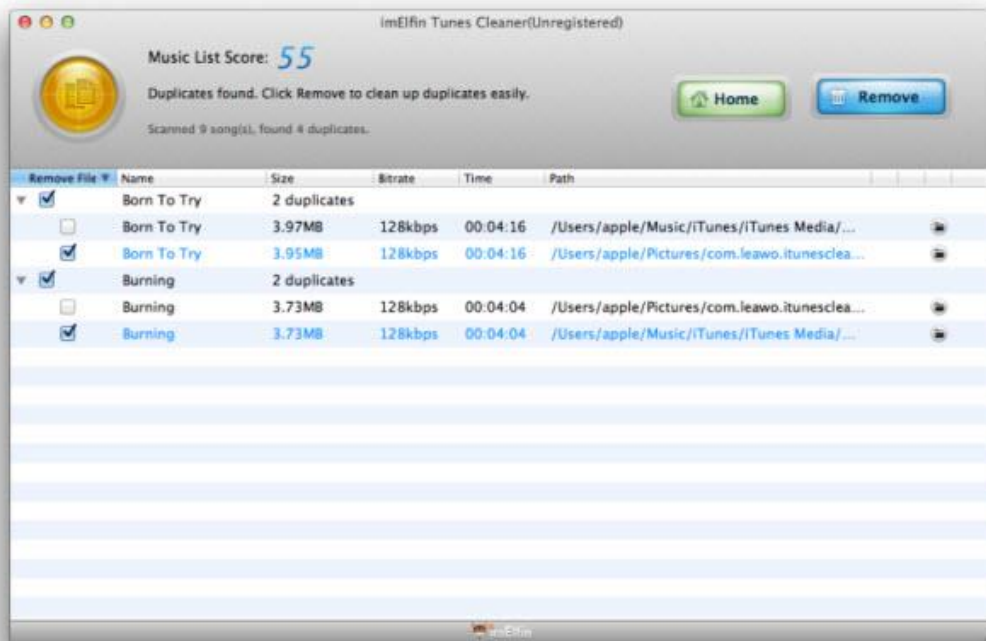 imElfin Tunes Cleaner(Unregistered)
Music List Score: 55
Duplicates found. Click Remove to clean up duplicates easily.
Scanned 9 song(s), found 4 duplicates.
Home
Remove
Remove File Name Size Bitrate Time Path
Born To Try 2 duplicates
Born To Try 3.97MB 128kbps 00:04:16 /Users/apple/Music/iTunes/iTunes Media/...
Born To Try 3.95MB 128kbps 00:04:16 /Users/apple/Pictures/com.leawo.itunesclea...
Burning 2 duplicates
Burning 3.73MB 128kbps 00:04:04 /Users/apple/Pictures/com.leawo.itunesclea...
Burning 3.73MB 128kbps 00:04:04 /Users/apple/Music/iTunes/iTunes Media/...
imElfin